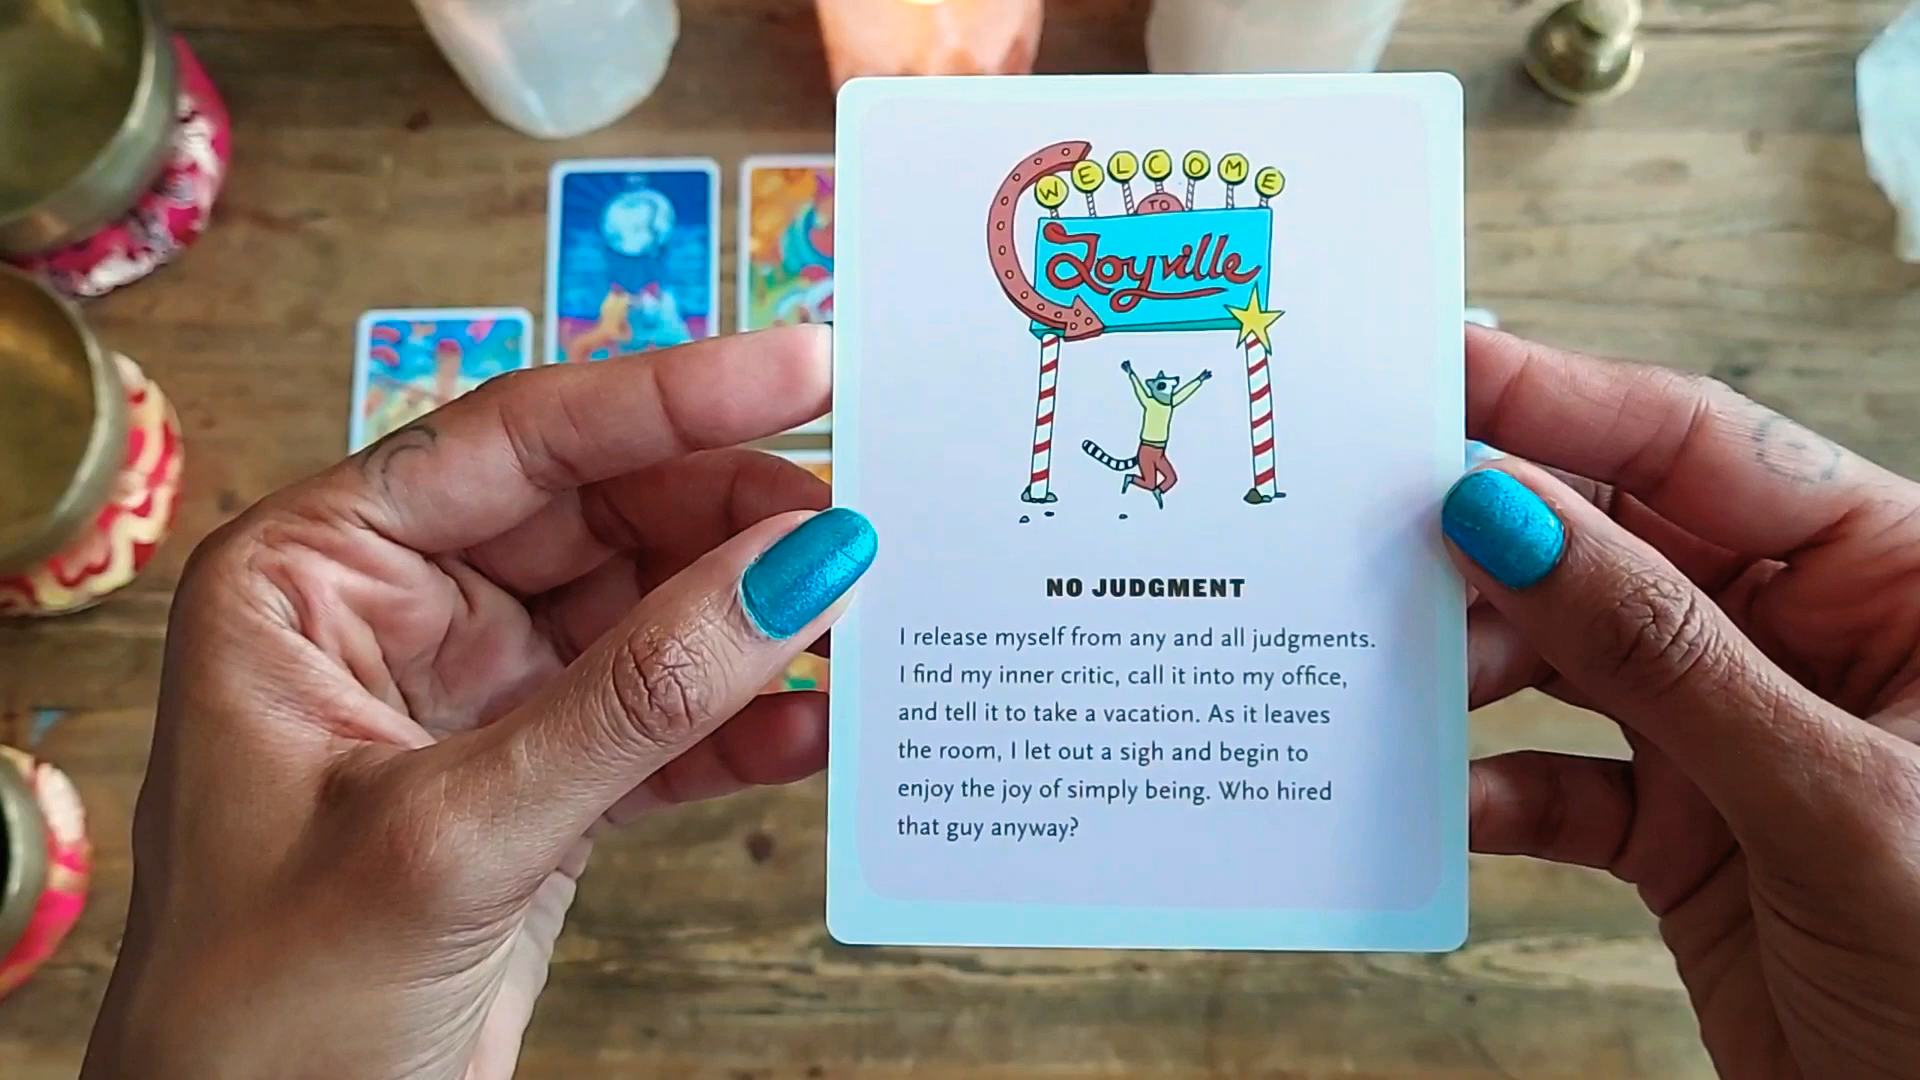 WELCOME
TO
Joyville
NO JUDGMENT
I release myself from any and all judgments.
I find my inner critic, call it into my office,
and tell it to take a vacation. As it leaves
the room, I let out a sigh and begin to
enjoy the joy of simply being. Who hired
that guy anyway?